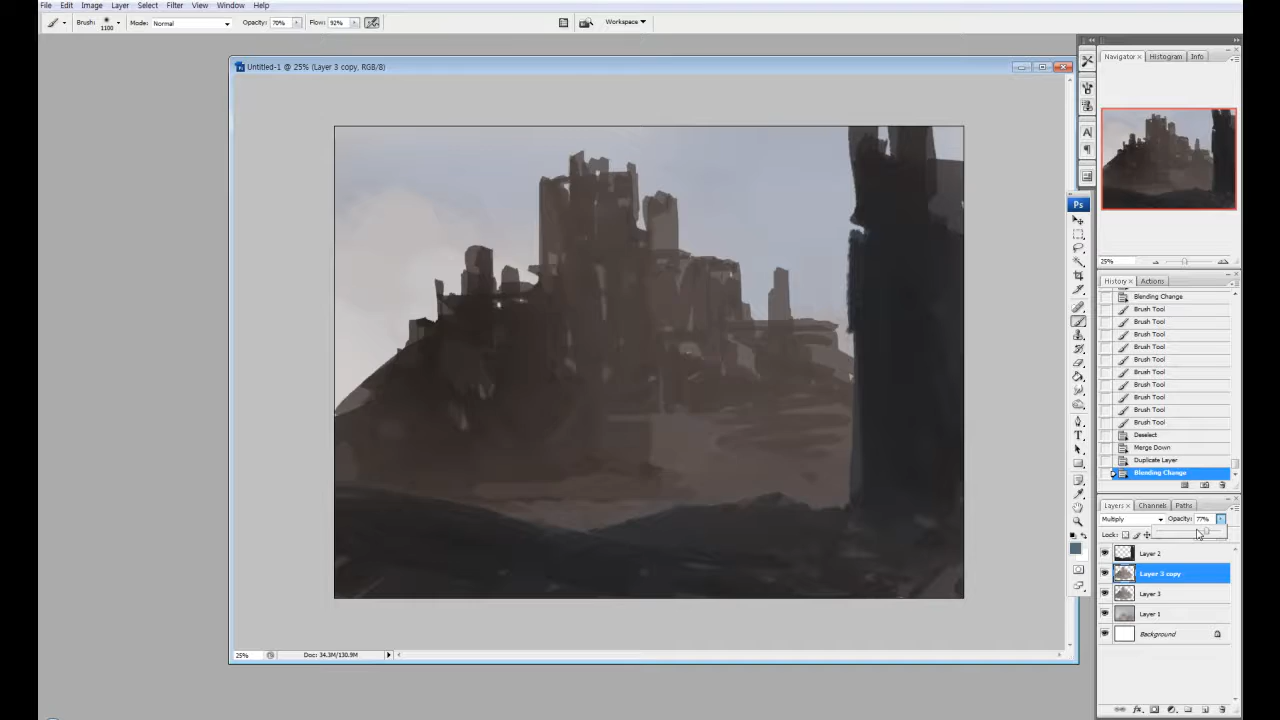 File Edit Image Layer Select Filter View Window Help
Brush: 1100 Mode: Normal Opacity: 70% Flow: 92% Workspace
Untitled-1 @ 25% (Layer 3 copy, RGB/8)
Navigator × Histogram Info
25%
Ps
History × Actions
Blending Change
Brush Tool
Brush Tool
Brush Tool
Brush Tool
Brush Tool
Brush Tool
Brush Tool
Brush Tool
Brush Tool
Brush Tool
Deselect
Merge Down
Duplicate Layer
Blending Change
Layers × Channels Paths
Multiply Opacity: 77%
Lock:
Layer 2
Layer 3 copy
Layer 3
Layer 1
Background
25% Doc: 34.3M/130.9M